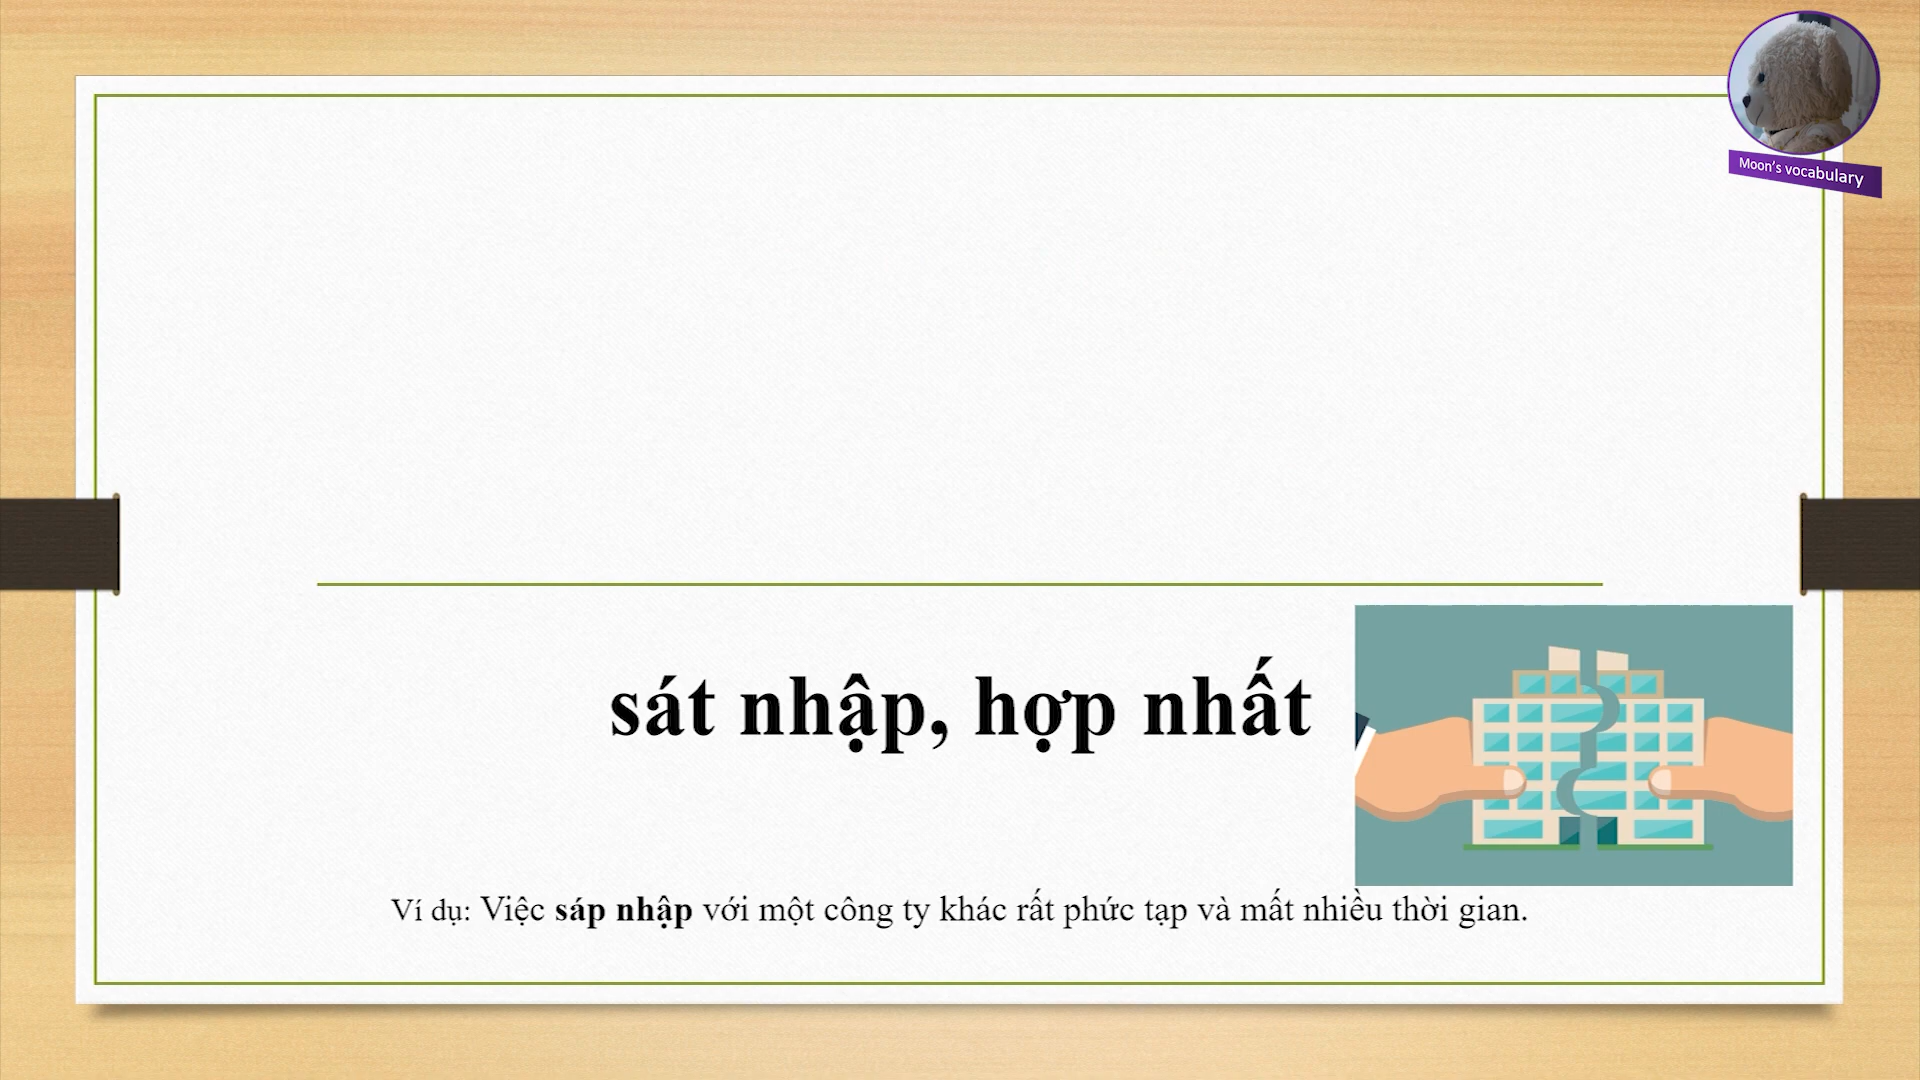 Moon's vocabulary
sát nhập, hợp nhất
Ví dụ: Việc sáp nhập với một công ty khác rất phức tạp và mất nhiều thời gian.